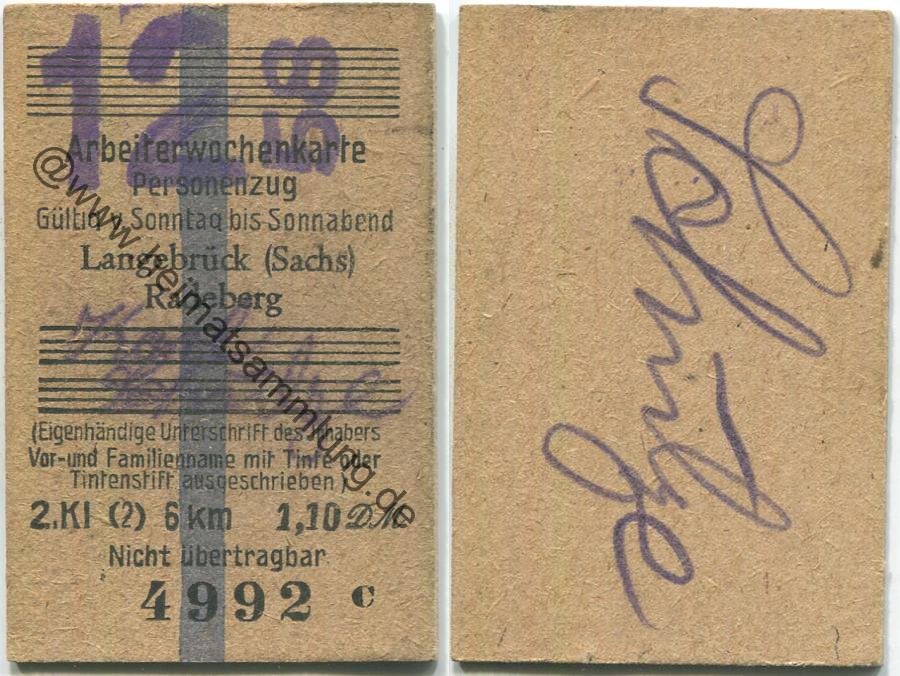 12 58
Arbeiterwochenkarte
Personenzug
Gültig v. Sonntag bis Sonnabend
Langebrück (Sachs)
Radeberg
(Eigenhändige Unterschrift des Inhabers
Vor-und Familienname mit Tinte oder
Tintenstift ausgeschrieben)
2.Kl (2) 6 km 1,10 DM
Nicht übertragbar
4992 c
@www.heimatsammlung.de